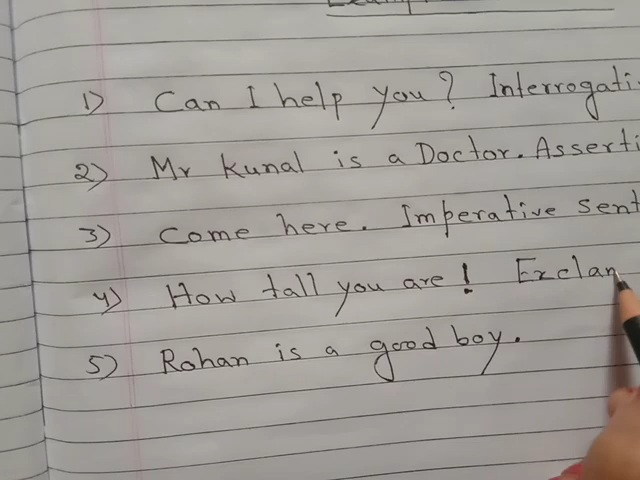 1) Can I help you? Interrogati
2) Mr Kunal is a Doctor. Asserti
3) Come here. Imperative sent
4) How tall you are! Exclam
5) Rohan is a good boy.